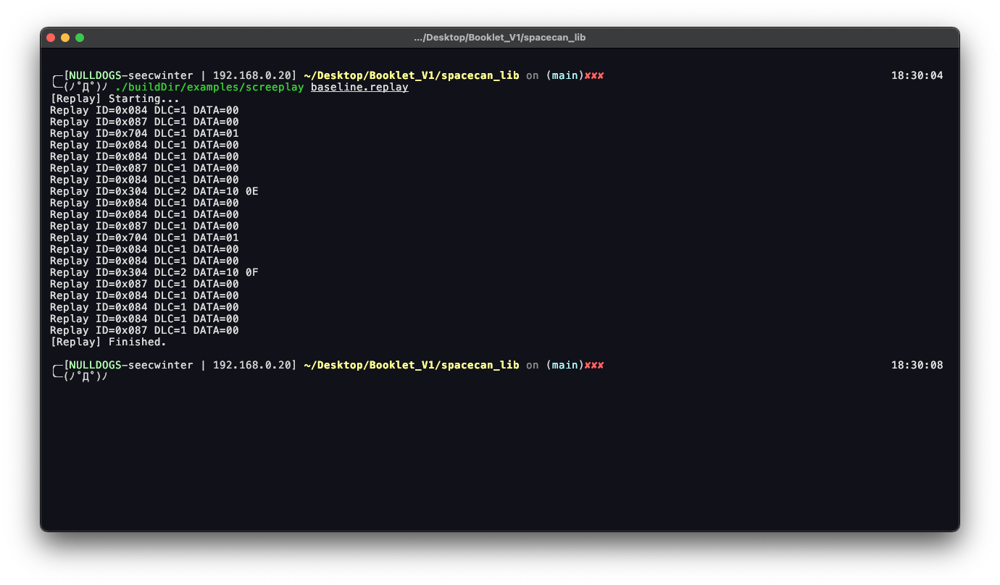 .../Desktop/Booklet_V1/spacecan_lib
╭─[NULLDOGS-seecwinter | 192.168.0.20] ~/Desktop/Booklet_V1/spacecan_lib on (main)✘✘✘ 18:30:04
╰─(ﾉ˚Д˚)ﾉ ./buildDir/examples/screeplay baseline.replay
[Replay] Starting...
Replay ID=0x084 DLC=1 DATA=00
Replay ID=0x087 DLC=1 DATA=00
Replay ID=0x704 DLC=1 DATA=01
Replay ID=0x084 DLC=1 DATA=00
Replay ID=0x084 DLC=1 DATA=00
Replay ID=0x087 DLC=1 DATA=00
Replay ID=0x084 DLC=1 DATA=00
Replay ID=0x304 DLC=2 DATA=10 0E
Replay ID=0x084 DLC=1 DATA=00
Replay ID=0x084 DLC=1 DATA=00
Replay ID=0x087 DLC=1 DATA=00
Replay ID=0x704 DLC=1 DATA=01
Replay ID=0x084 DLC=1 DATA=00
Replay ID=0x084 DLC=1 DATA=00
Replay ID=0x304 DLC=2 DATA=10 0F
Replay ID=0x087 DLC=1 DATA=00
Replay ID=0x084 DLC=1 DATA=00
Replay ID=0x084 DLC=1 DATA=00
Replay ID=0x084 DLC=1 DATA=00
Replay ID=0x087 DLC=1 DATA=00
[Replay] Finished.
╭─[NULLDOGS-seecwinter | 192.168.0.20] ~/Desktop/Booklet_V1/spacecan_lib on (main)✘✘✘ 18:30:08
╰─(ﾉ˚Д˚)ﾉ